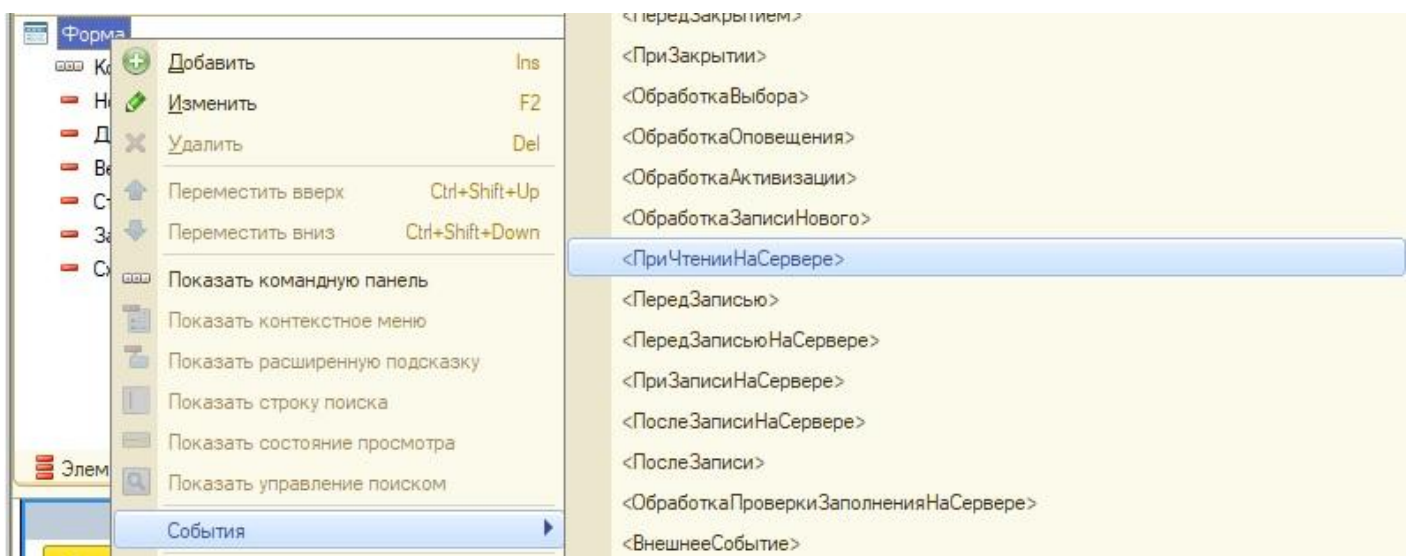 Форма
Добавить Ins
Изменить F2
Удалить Del
Переместить вверх Ctrl+Shift+Up
Переместить вниз Ctrl+Shift+Down
Показать командную панель
Показать контекстное меню
Показать расширенную подсказку
Показать строку поиска
Показать состояние просмотра
Показать управление поиском
События
<ПередЗакрытием>
<ПриЗакрытии>
<ОбработкаВыбора>
<ОбработкаОповещения>
<ОбработкаАктивизации>
<ОбработкаЗаписиНового>
<ПриЧтенииНаСервере>
<ПередЗаписью>
<ПередЗаписьюНаСервере>
<ПриЗаписиНаСервере>
<ПослеЗаписиНаСервере>
<ПослеЗаписи>
<ОбработкаПроверкиЗаполненияНаСервере>
<ВнешнееСобытие>